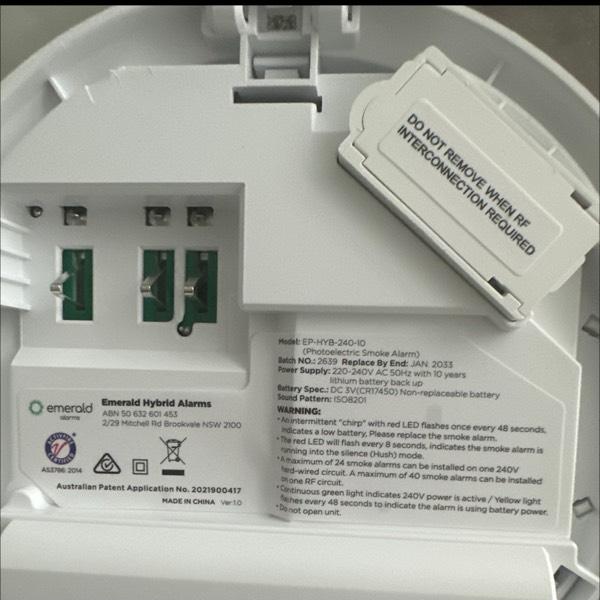 DO NOT REMOVE WHEN RF
INTERCONNECTION REQUIRED
Model: EP-HYB-240-10
(Photoelectric Smoke Alarm)
Batch NO.: 2639 Replace By End: JAN. 2033
Power Supply: 220-240V AC 50Hz with 10 years
lithium battery back up
Battery Spec.: DC 3V(CR17450) Non-replaceable battery
Sound Pattern: ISO8201
WARNING:
*An intermittent "chirp" with red LED flashes once every 48 seconds,
indicates a low battery, Please replace the smoke alarm.
*The red LED will flash every 8 seconds, indicates the smoke alarm is
running into the silence (Hush) mode.
*A maximum of 24 smoke alarms can be installed on one 240V
hard-wired circuit. A maximum of 40 smoke alarms can be installed
on one RF circuit.
*Continuous green light indicates 240V power is active / Yellow light
flashes every 48 seconds to indicate the alarm is using battery power.
*Do not open unit.
emerald
alarms
Emerald Hybrid Alarms
ABN 50 632 601 453
2/29 Mitchell Rd Brookvale NSW 2100
AS3786: 2014
Australian Patent Application No. 2021900417
MADE IN CHINA Ver:1.0